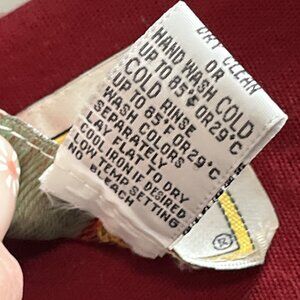 DRY CLEAN
OR
HAND WASH COLD
UP TO 85°F OR 29°C
COLD RINSE
UP TO 85°F OR 29°C
WASH COLORS
SEPARATELY
LAY FLAT TO DRY
COOL IRON IF DESIRED
LOW TEMP SETTING
NO BLEACH
®